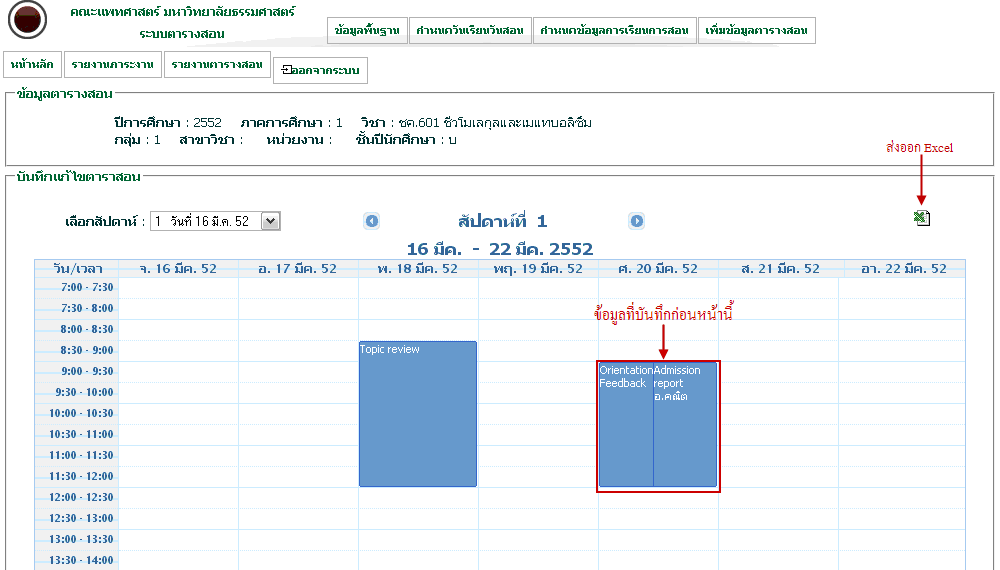 คณะแพทศาสตร์ มหาวิทยาลัยธรรมศาสตร์
ระบบตารางสอน
ข้อมูลพื้นฐาน กำหนดวันเรียนวันสอน กำหนดข้อมูลการเรียนการสอน เพิ่มข้อมูลตารางสอน
หน้าหลัก รายงานภาระงาน รายงานตารางสอน ออกจากระบบ
ข้อมูลตารางสอน
ปีการศึกษา : 2552 ภาคการศึกษา : 1 วิชา : ชค.601 ชีวโมเลกุลและเมแทบอลิซึม
กลุ่ม : 1 สาขาวิชา : หน่วยงาน : ชั้นปีนักศึกษา : บ
ส่งออก Excel
บันทึกแก้ไขตาราสอน
เลือกสัปดาห์ : 1 วันที่ 16 มี.ค. 52 สัปดาห์ที่ 1
16 มีค. - 22 มีค. 2552
วัน/เวลา จ. 16 มีค. 52 อ. 17 มีค. 52 พ. 18 มีค. 52 พฤ. 19 มีค. 52 ศ. 20 มีค. 52 ส. 21 มีค. 52 อา. 22 มีค. 52
7:00 - 7:30
7:30 - 8:00
ข้อมูลที่บันทึกก่อนหน้านี้
8:00 - 8:30
8:30 - 9:00 Topic review
9:00 - 9:30 Orientation Admission
Feedback report
9:30 - 10:00 อ.คณิต
10:00 - 10:30
10:30 - 11:00
11:00 - 11:30
11:30 - 12:00
12:00 - 12:30
12:30 - 13:00
13:00 - 13:30
13:30 - 14:00